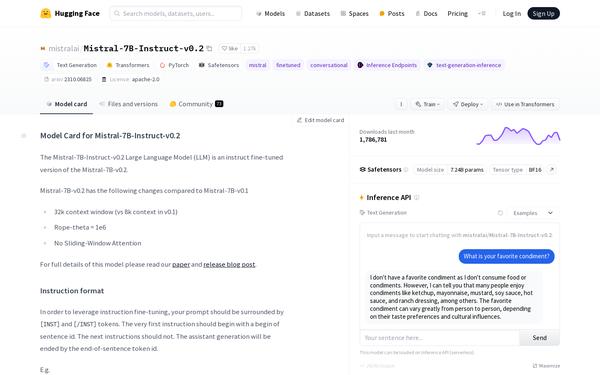 Hugging Face
Search models, datasets, users...
Models
Datasets
Spaces
Posts
Docs
Pricing
Log In
Sign Up
mistralai/Mistral-7B-Instruct-v0.2
like
1.27k
Text Generation
Transformers
PyTorch
Safetensors
mistral
finetuned
conversational
Inference Endpoints
text-generation-inference
arxiv: 2310.06825
License: apache-2.0
Model card
Files and versions
Community
73
Train
Deploy
Use in Transformers
Edit model card
Model Card for Mistral-7B-Instruct-v0.2
The Mistral-7B-Instruct-v0.2 Large Language Model (LLM) is an instruct fine-tuned
version of the Mistral-7B-v0.2.
Mistral-7B-v0.2 has the following changes compared to Mistral-7B-v0.1
32k context window (vs 8k context in v0.1)
Rope-theta = 1e6
No Sliding-Window Attention
For full details of this model please read our paper and release blog post.
Instruction format
In order to leverage instruction fine-tuning, your prompt should be surrounded by
[INST] and [/INST] tokens. The very first instruction should begin with a begin of
sentence id. The next instructions should not. The assistant generation will be
ended by the end-of-sentence token id.
E.g.
Downloads last month
1,786,781
Safetensors
Model size
7.24B params
Tensor type
BF16
Inference API
Text Generation
Examples
Input a message to start chatting with mistralai/Mistral-7B-Instruct-v0.2.
What is your favorite condiment?
I don't have a favorite condiment as I don't consume food or
condiments. However, I can tell you that many people enjoy
condiments like ketchup, mayonnaise, mustard, soy sauce, hot
sauce, and ranch dressing, among others. The favorite
condiment can vary greatly from person to person, depending
on their taste preferences and cultural influences.
Your sentence here...
Send
This model can be loaded on Inference API (serverless).
JSON Output
Maximize